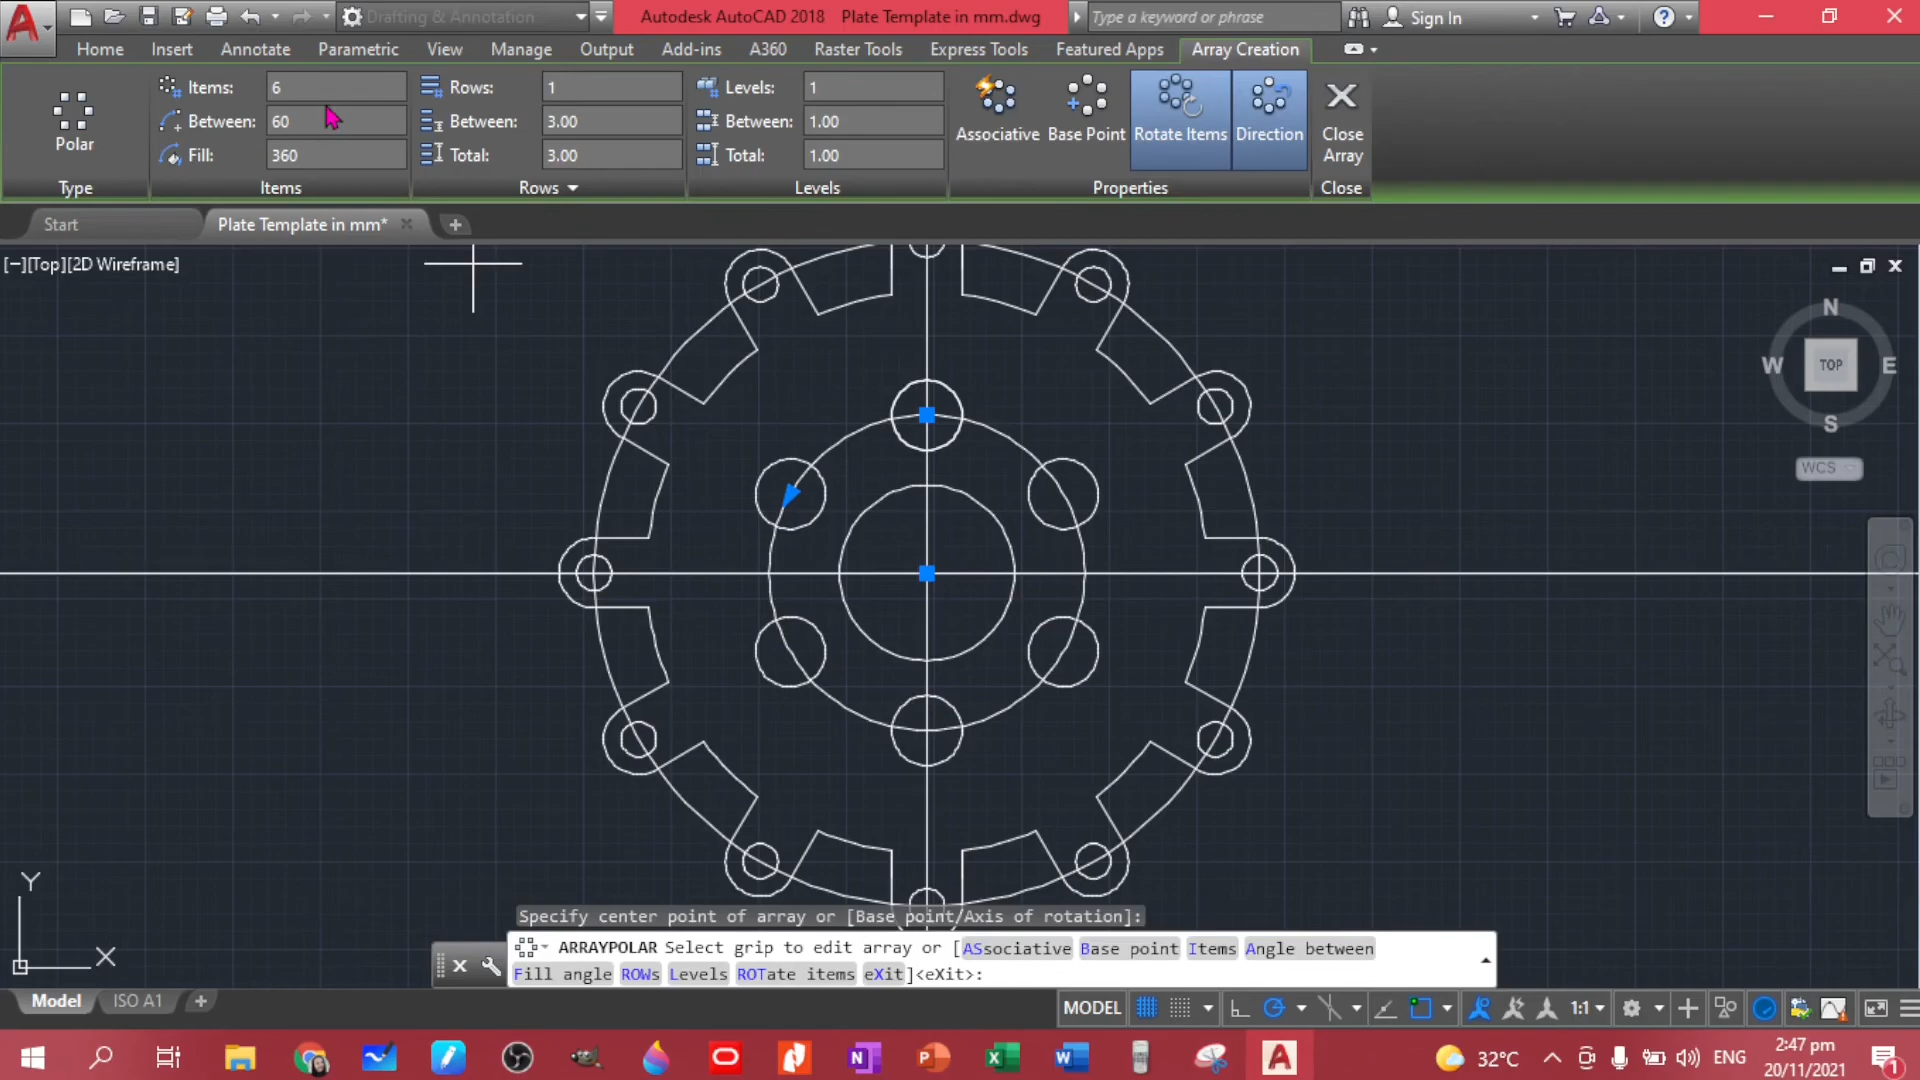 Drafting & Annotation Autodesk AutoCAD 2018 Plate Template in mm.dwg Type a keyword or phrase Sign In
Home Insert Annotate Parametric View Manage Output Add-ins A360 Raster Tools Express Tools Featured Apps Array Creation
Items: 6 Rows: 1 Levels: 1
Between: 60 Between: 3.00 Between: 1.00
Fill: 360 Total: 3.00 Total: 1.00
Polar Associative Base Point Rotate Items Direction Close Array
Type Items Rows Levels Properties Close
Start Plate Template in mm*
[−][Top][2D Wireframe]
N
W TOP E
S
WCS
Y
X
Specify center point of array or [Base point/Axis of rotation]:
ARRAYPOLAR Select grip to edit array or [ASsociative Base point Items Angle between
Fill angle ROWs Levels ROTate items eXit]<eXit>:
Model ISO A1 MODEL 1:1
32°C ENG 2:47 pm
20/11/2021
1